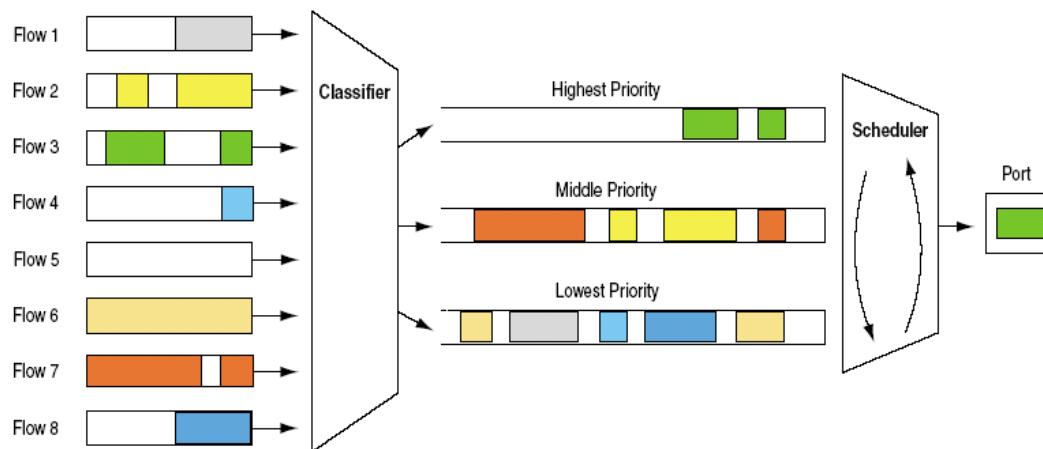 Flow 1
Flow 2
Flow 3
Flow 4
Flow 5
Flow 6
Flow 7
Flow 8
Classifier
Highest Priority
Middle Priority
Lowest Priority
Scheduler
Port